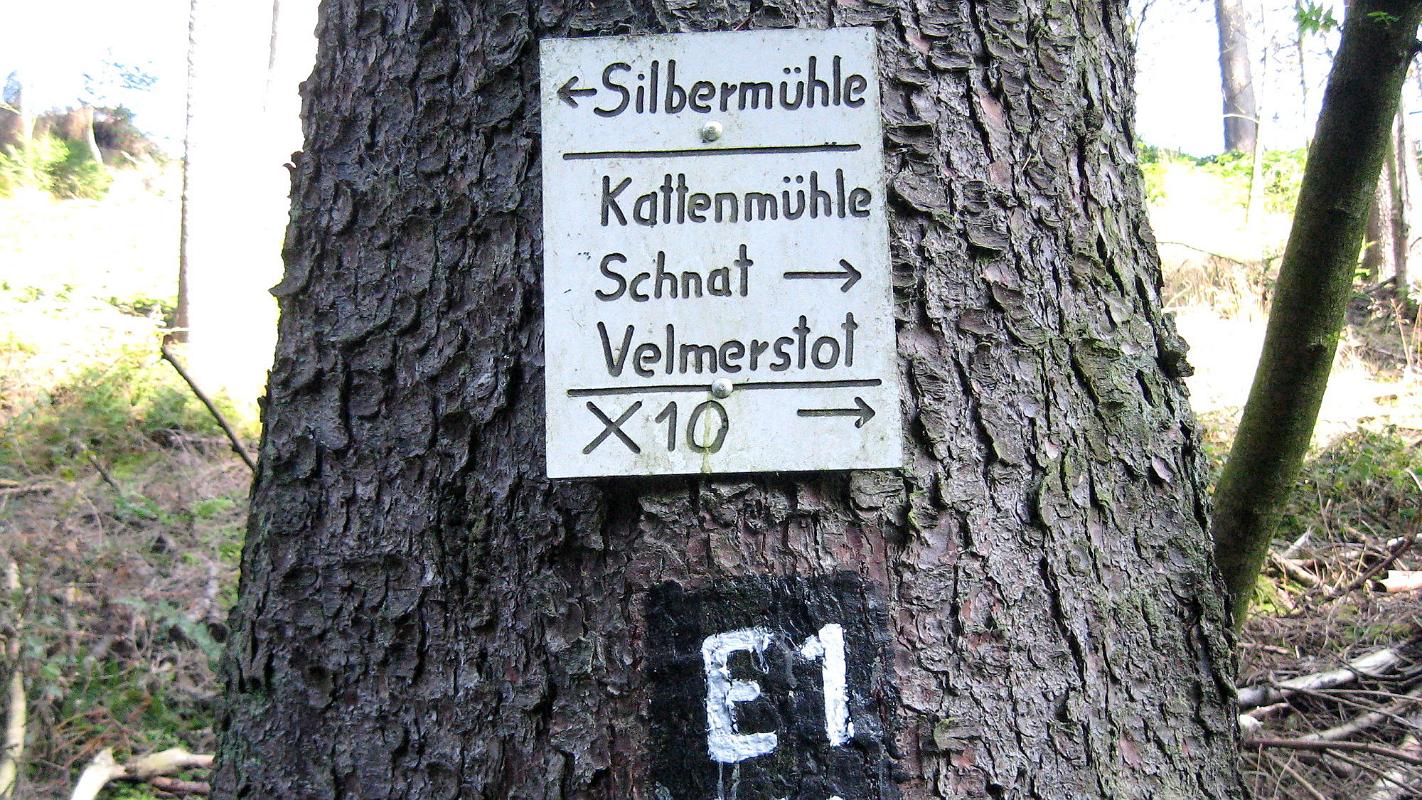 ←Silbermühle
Kattenmühle
Schnat →
Velmerstot
X10 →
E1